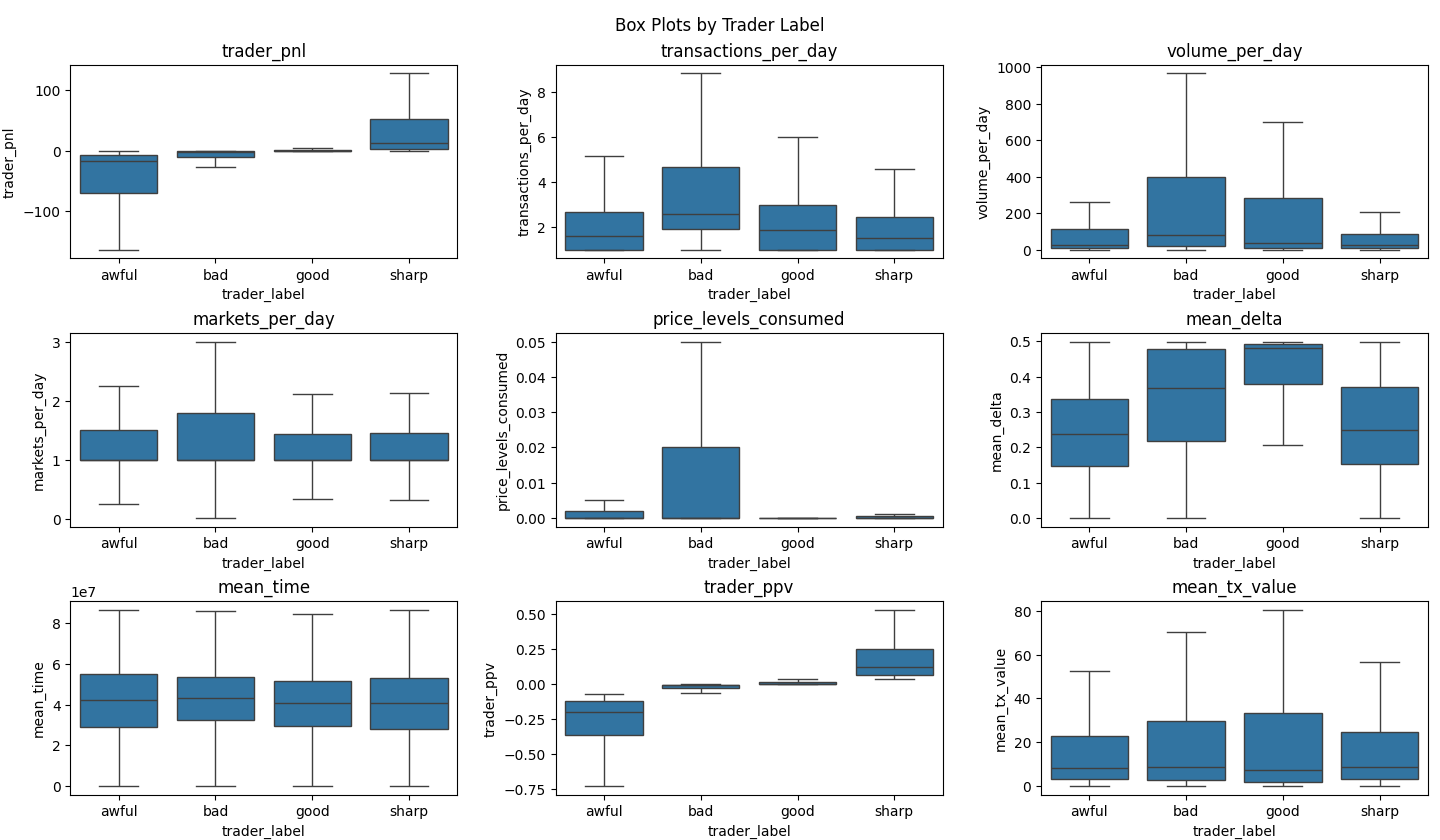 Box Plots by Trader Label
trader_pnl
trader_pnl
100
0
−100
awful bad good sharp
trader_label
transactions_per_day
transactions_per_day
8
6
4
2
awful bad good sharp
trader_label
volume_per_day
volume_per_day
1000
800
600
400
200
0
awful bad good sharp
trader_label
markets_per_day
markets_per_day
3
2
1
0
awful bad good sharp
trader_label
price_levels_consumed
price_levels_consumed
0.05
0.04
0.03
0.02
0.01
0.00
awful bad good sharp
trader_label
mean_delta
mean_delta
0.5
0.4
0.3
0.2
0.1
0.0
awful bad good sharp
trader_label
mean_time
1e7
mean_time
8
6
4
2
0
awful bad good sharp
trader_label
trader_ppv
trader_ppv
0.50
0.25
0.00
−0.25
−0.50
−0.75
awful bad good sharp
trader_label
mean_tx_value
mean_tx_value
80
60
40
20
0
awful bad good sharp
trader_label